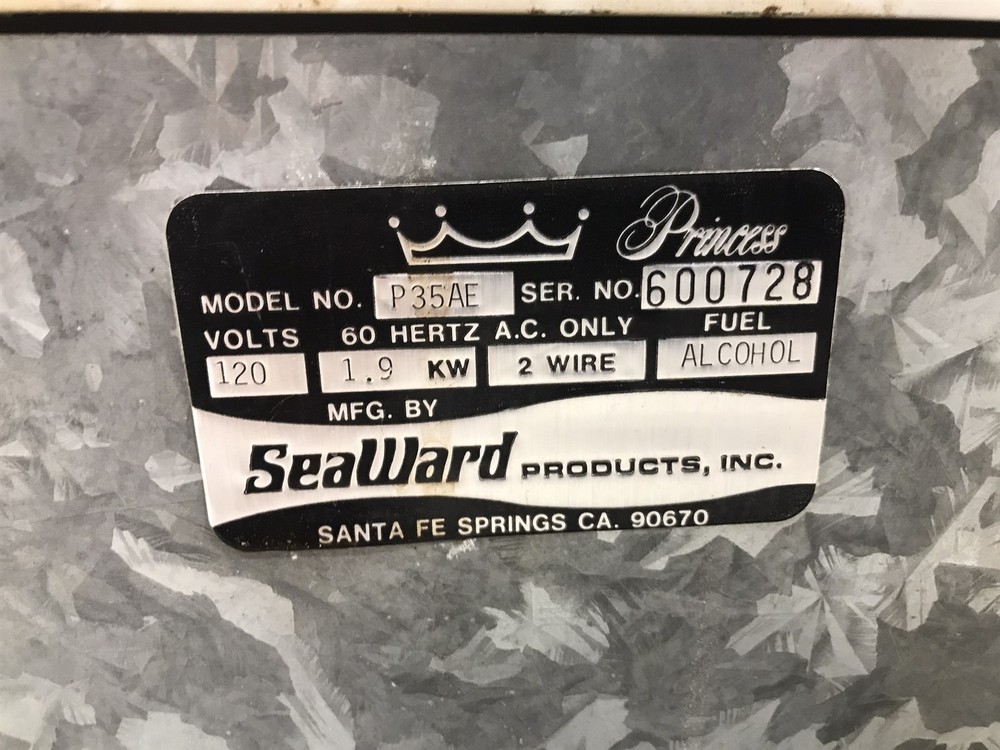 Princess
MODEL NO. P35AE SER. NO. 600728
VOLTS 60 HERTZ A.C. ONLY FUEL
120 1.9 KW 2 WIRE ALCOHOL
MFG. BY
SeaWard PRODUCTS, INC.
SANTA FE SPRINGS CA. 90670